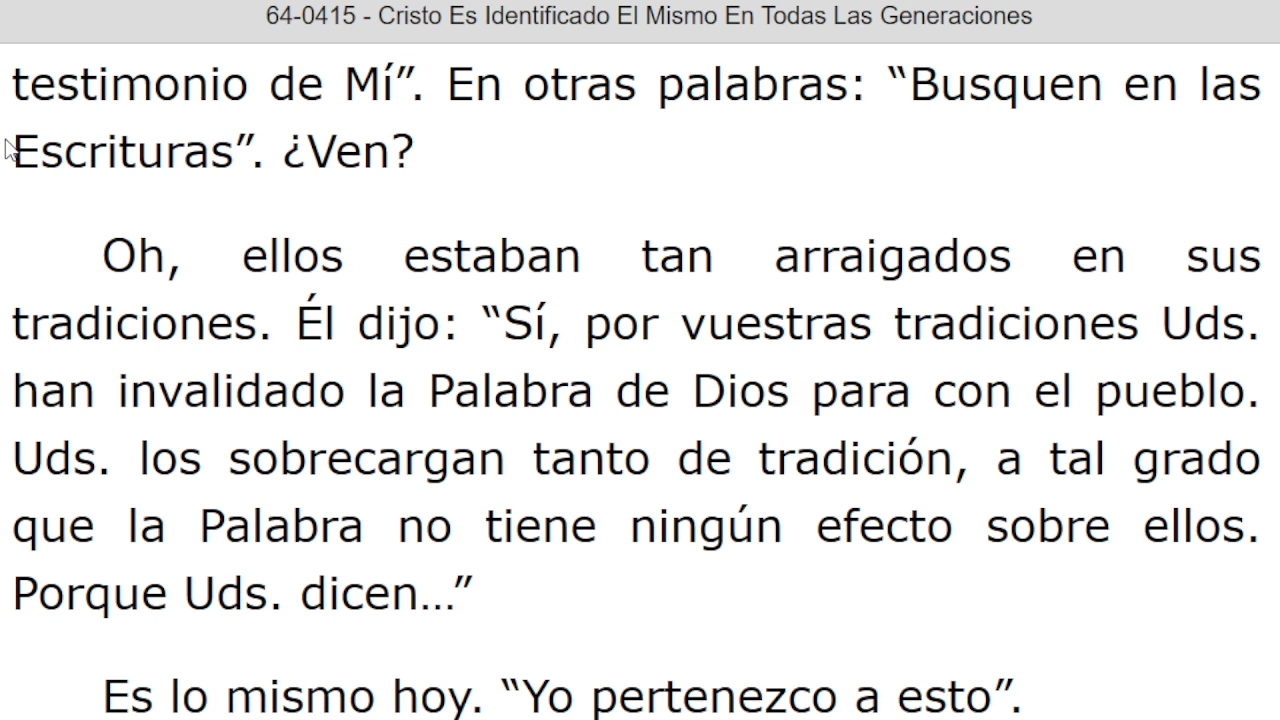 64-0415 - Cristo Es Identificado El Mismo En Todas Las Generaciones
testimonio de Mí”. En otras palabras: “Busquen en las
Escrituras”. ¿Ven?
Oh, ellos estaban tan arraigados en sus
tradiciones. Él dijo: “Sí, por vuestras tradiciones Uds.
han invalidado la Palabra de Dios para con el pueblo.
Uds. los sobrecargan tanto de tradición, a tal grado
que la Palabra no tiene ningún efecto sobre ellos.
Porque Uds. dicen…”
Es lo mismo hoy. “Yo pertenezco a esto”.